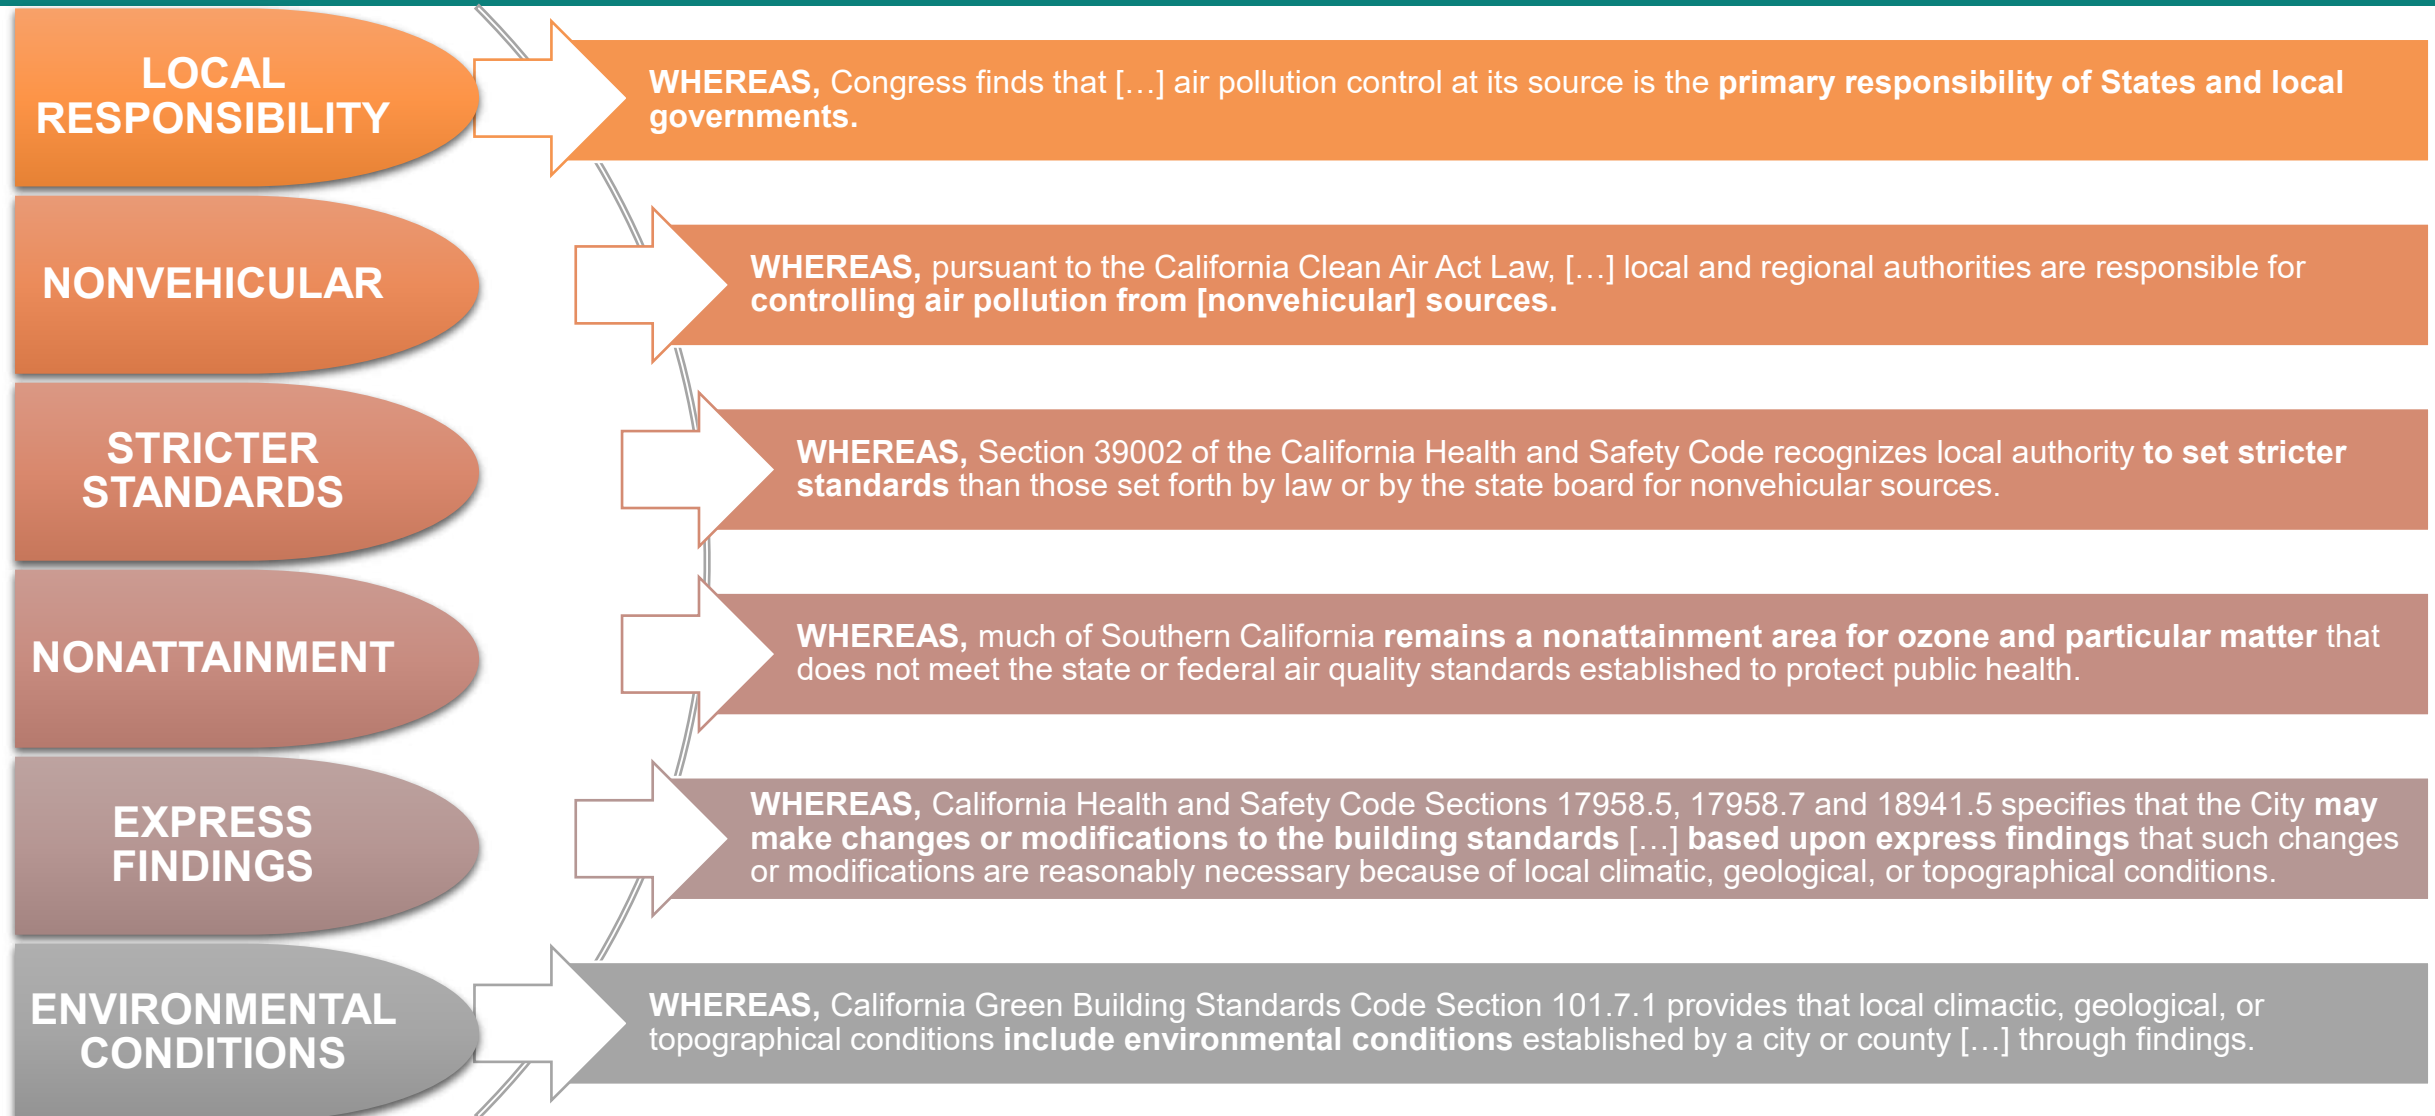 LOCAL
RESPONSIBILITY
WHEREAS, Congress finds that […] air pollution control at its source is the primary responsibility of States and local
governments.
NONVEHICULAR
WHEREAS, pursuant to the California Clean Air Act Law, […] local and regional authorities are responsible for
controlling air pollution from [nonvehicular] sources.
STRICTER
STANDARDS
WHEREAS, Section 39002 of the California Health and Safety Code recognizes local authority to set stricter
standards than those set forth by law or by the state board for nonvehicular sources.
NONATTAINMENT
WHEREAS, much of Southern California remains a nonattainment area for ozone and particular matter that
does not meet the state or federal air quality standards established to protect public health.
EXPRESS
FINDINGS
WHEREAS, California Health and Safety Code Sections 17958.5, 17958.7 and 18941.5 specifies that the City may
make changes or modifications to the building standards […] based upon express findings that such changes
or modifications are reasonably necessary because of local climatic, geological, or topographical conditions.
ENVIRONMENTAL
CONDITIONS
WHEREAS, California Green Building Standards Code Section 101.7.1 provides that local climactic, geological, or
topographical conditions include environmental conditions established by a city or county […] through findings.